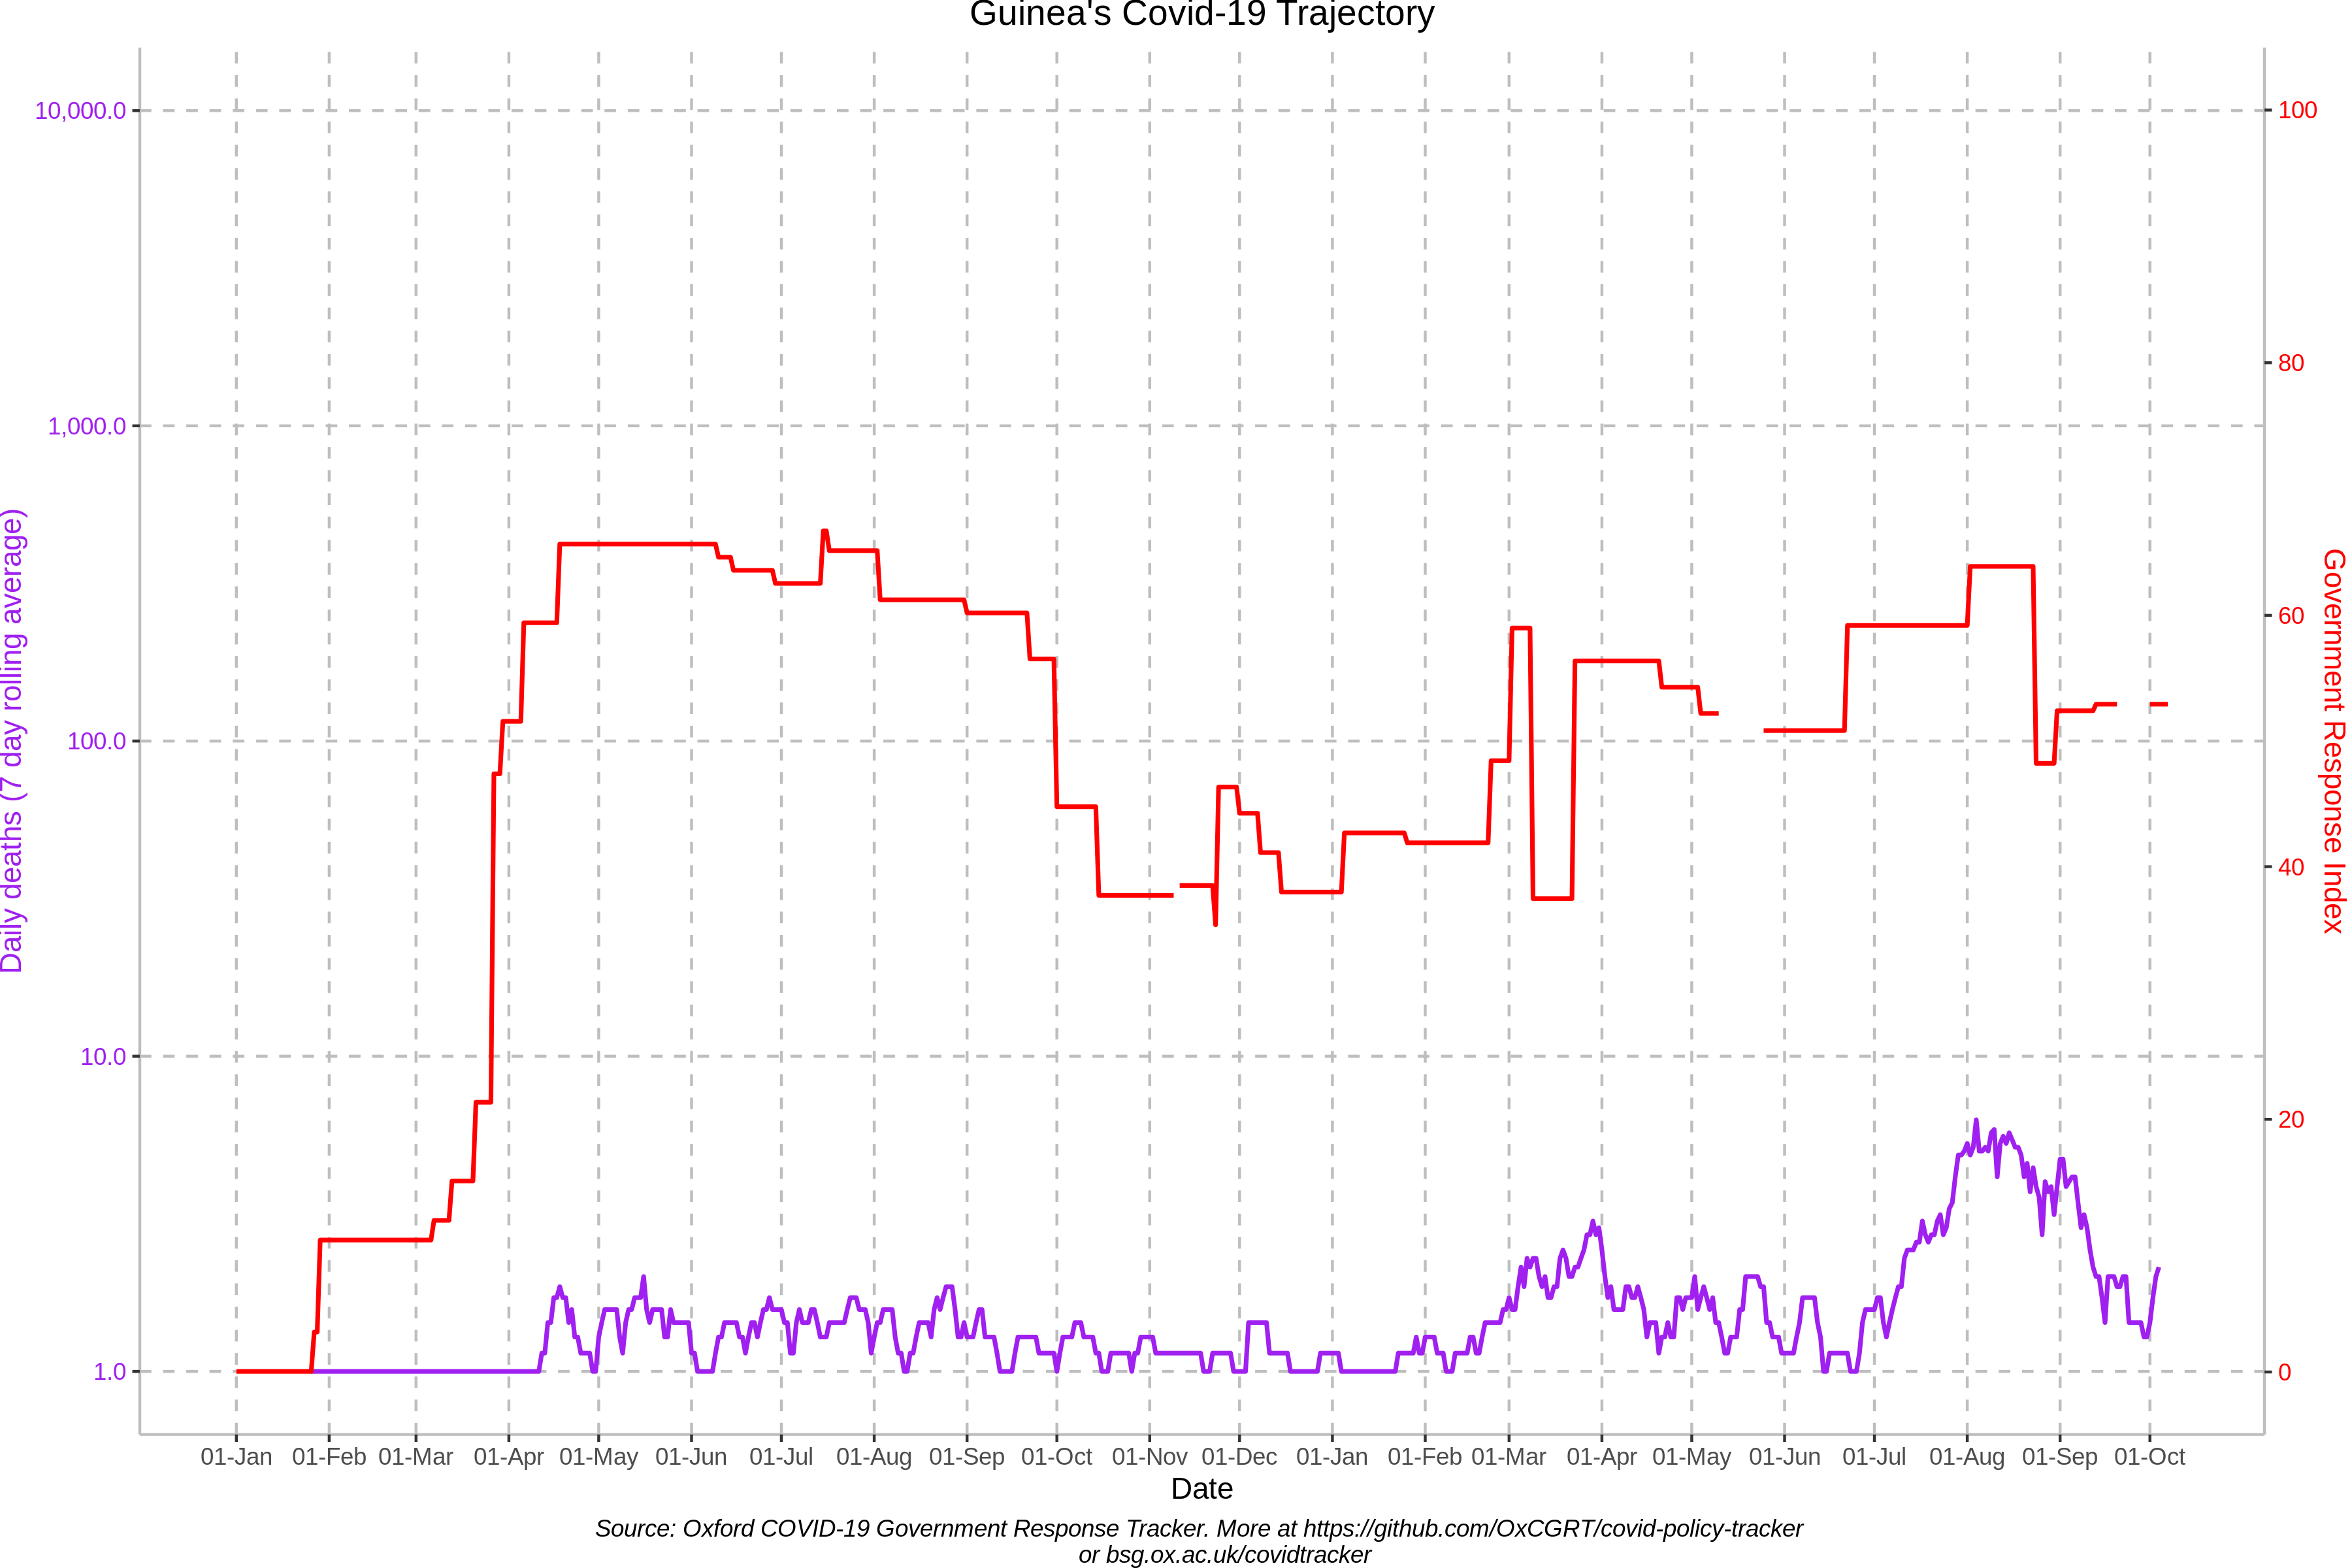 Guinea's Covid-19 Trajectory
10,000.0
1,000.0
100.0
10.0
1.0
Daily deaths (7 day rolling average)
100
80
60
40
20
0
Government Response Index
01-Jan 01-Feb 01-Mar 01-Apr 01-May 01-Jun 01-Jul 01-Aug 01-Sep 01-Oct 01-Nov 01-Dec 01-Jan 01-Feb 01-Mar 01-Apr 01-May 01-Jun 01-Jul 01-Aug 01-Sep 01-Oct
Date
Source: Oxford COVID-19 Government Response Tracker. More at https://github.com/OxCGRT/covid-policy-tracker
or bsg.ox.ac.uk/covidtracker